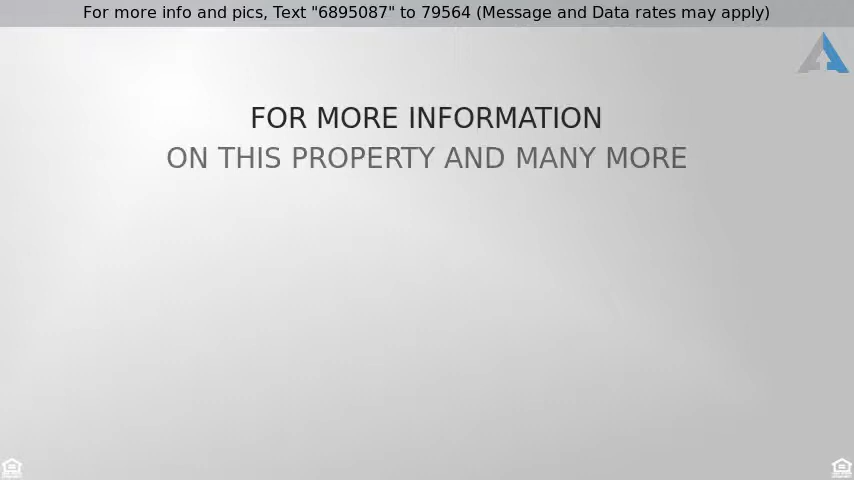 For more info and pics, Text "6895087" to 79564 (Message and Data rates may apply)
FOR MORE INFORMATION
ON THIS PROPERTY AND MANY MORE